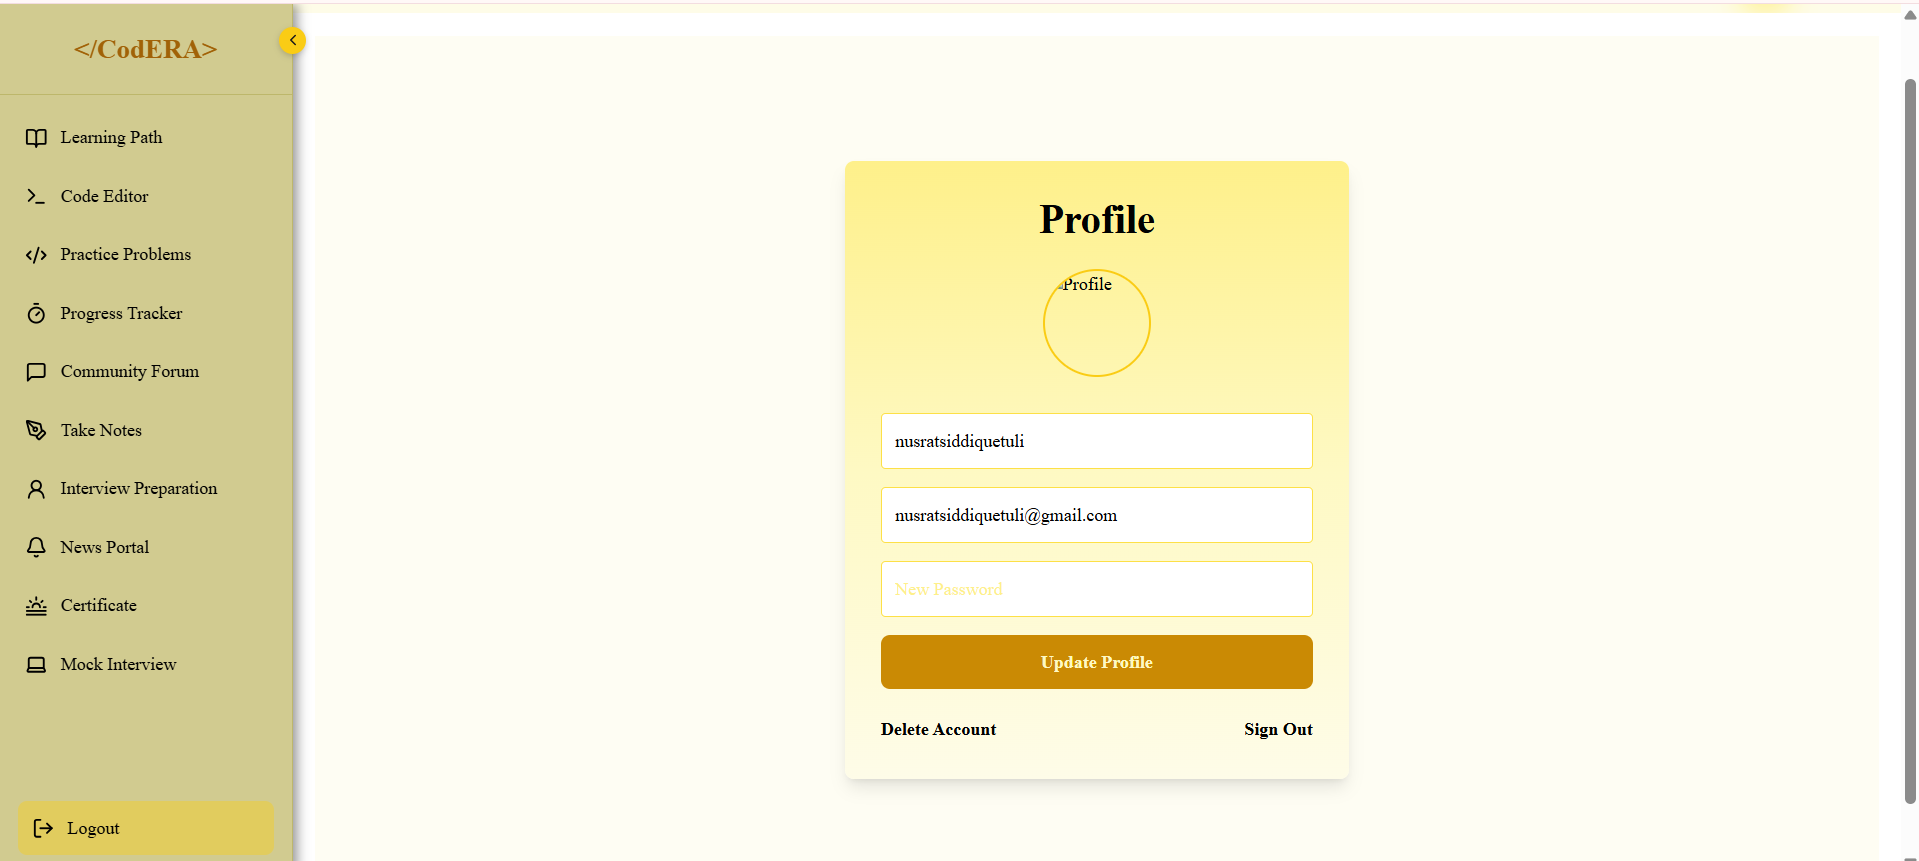 </CodERA>
Learning Path
Code Editor
Practice Problems
Progress Tracker
Community Forum
Take Notes
Interview Preparation
News Portal
Certificate
Mock Interview
Logout
Profile
Profile
nusratsiddiquetuli
nusratsiddiquetuli@gmail.com
New Password
Update Profile
Delete Account
Sign Out